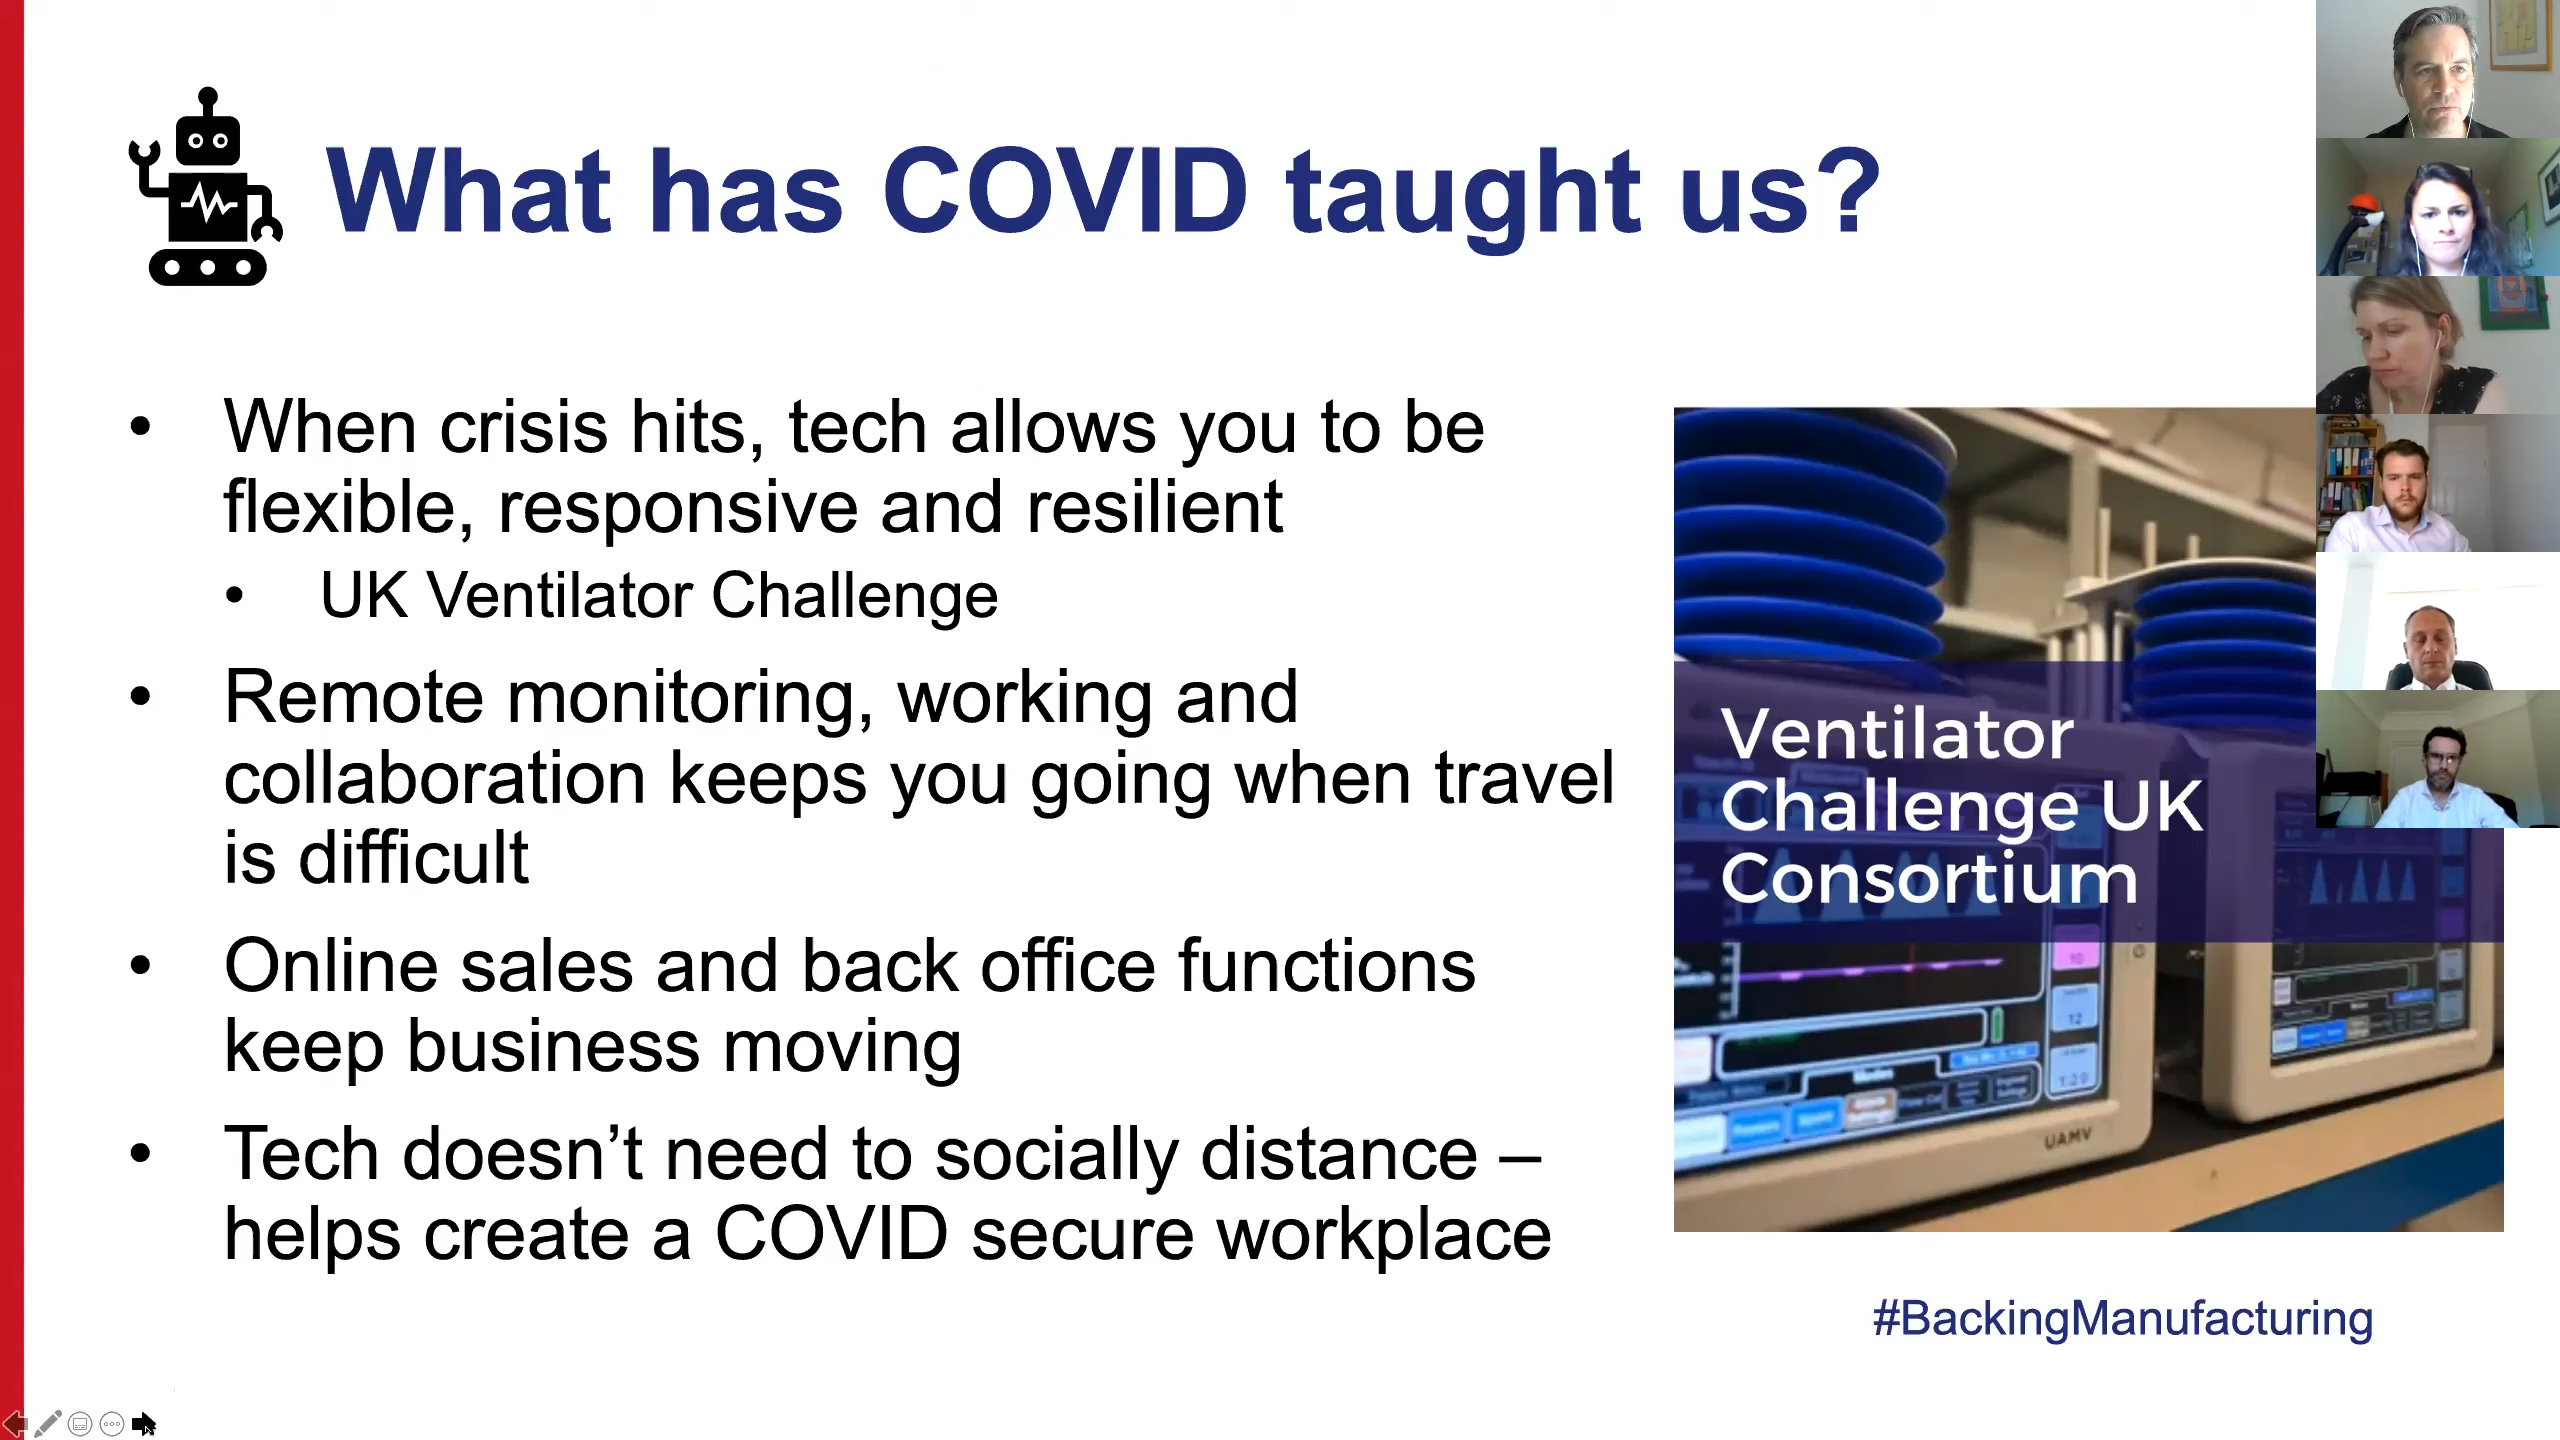 What has COVID taught us?
• When crisis hits, tech allows you to be
flexible, responsive and resilient
• UK Ventilator Challenge
• Remote monitoring, working and
collaboration keeps you going when travel
is difficult
• Online sales and back office functions
keep business moving
• Tech doesn’t need to socially distance –
helps create a COVID secure workplace
Ventilator
Challenge UK
Consortium
10
12
UAMV
#BackingManufacturing